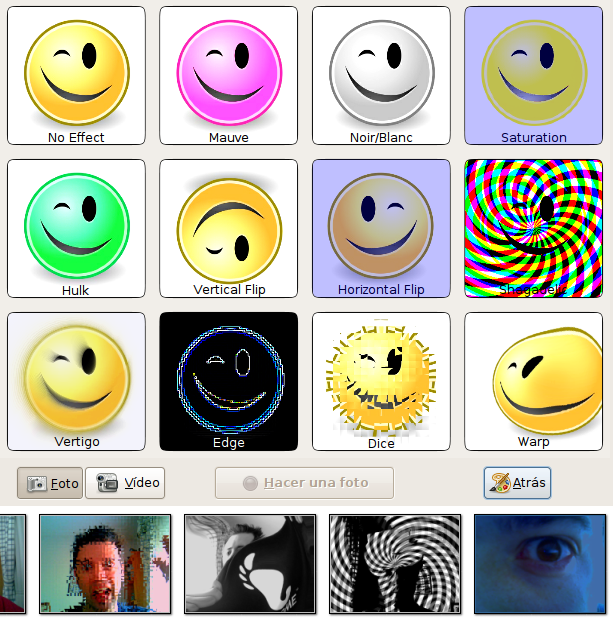 No Effect
Mauve
Noir/Blanc
Saturation
Hulk
Vertical Flip
Horizontal Flip
Shagadelic
Vertigo
Edge
Dice
Warp
Foto
Vídeo
Hacer una foto
Atrás